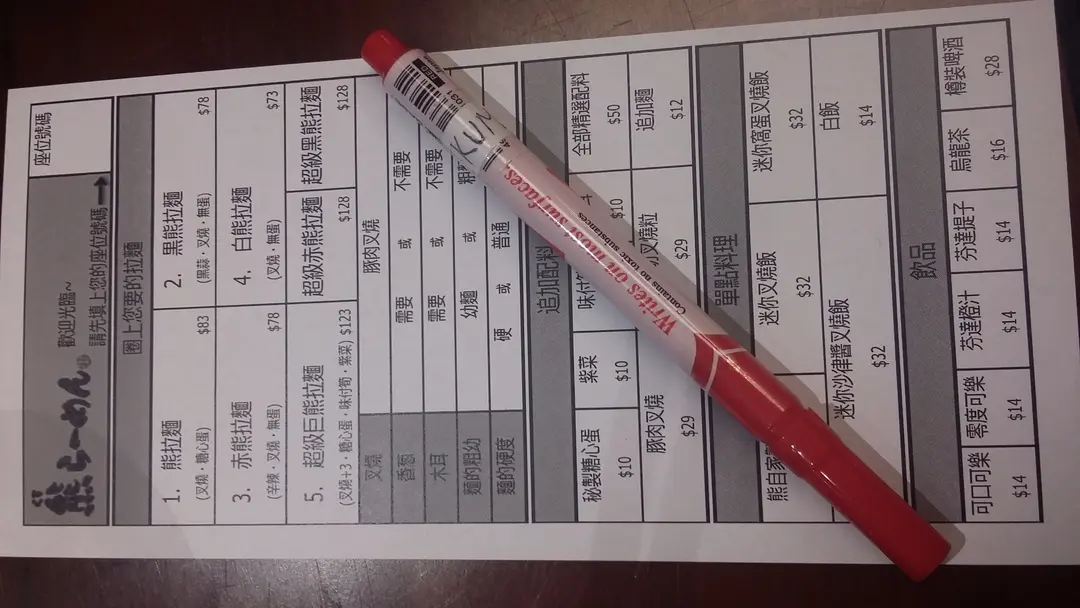 くま
熊らーめん
歡迎光臨~
請先填上您的座位號碼→
座位號碼
圈上您要的拉麵
1. 熊拉麵 $83
(叉燒・糖心蛋)
2. 黑熊拉麵 $78
(黑蒜・叉燒・無蛋)
3. 赤熊拉麵 $78
(辛辣・叉燒・無蛋)
4. 白熊拉麵 $73
(叉燒・無蛋)
5. 超級巨熊拉麵
(叉燒+3・糖心蛋・味付筍・紫菜) $123
超級赤熊拉麵
$128
超級黑熊拉麵
$128
叉燒 豚肉叉燒
香蔥 需要 或 不需要
木耳 需要 或 不需要
麵的粗幼 幼麵 或 粗
麵的硬度 硬 或 普通
追加配料
秘製糖心蛋
$10
紫菜
$10
味付
$10
全部精選配料
$50
豚肉叉燒
$29
叉燒粒
$29
追加麵
$12
單點料理
熊自家
迷你叉燒飯
$32
迷你窩蛋叉燒飯
$32
迷你沙律醬叉燒飯
$32
白飯
$14
飲品
可口可樂
$14
零度可樂
$14
芬達橙汁
$14
芬達提子
$14
烏龍茶
$16
樽裝啤酒
$28
RED
Writes on most surfaces.
Contains no toxic substances